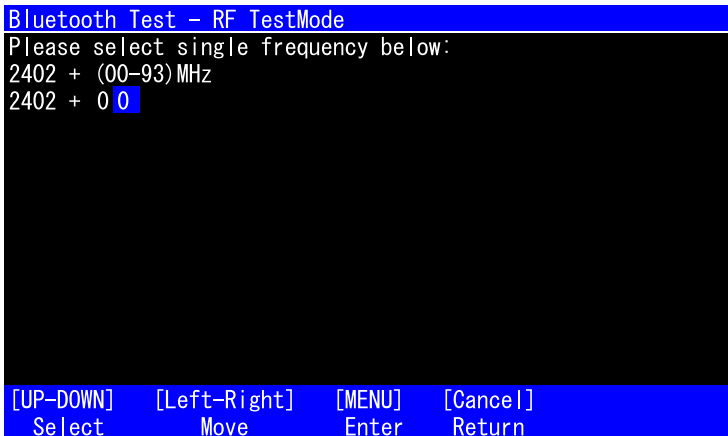 Bluetooth Test – RF TestMode
Please select single frequency below:
2402 + (00–93)MHz
2402 + 00
[UP–DOWN] [Left–Right] [MENU] [Cancel]
Select Move Enter Return